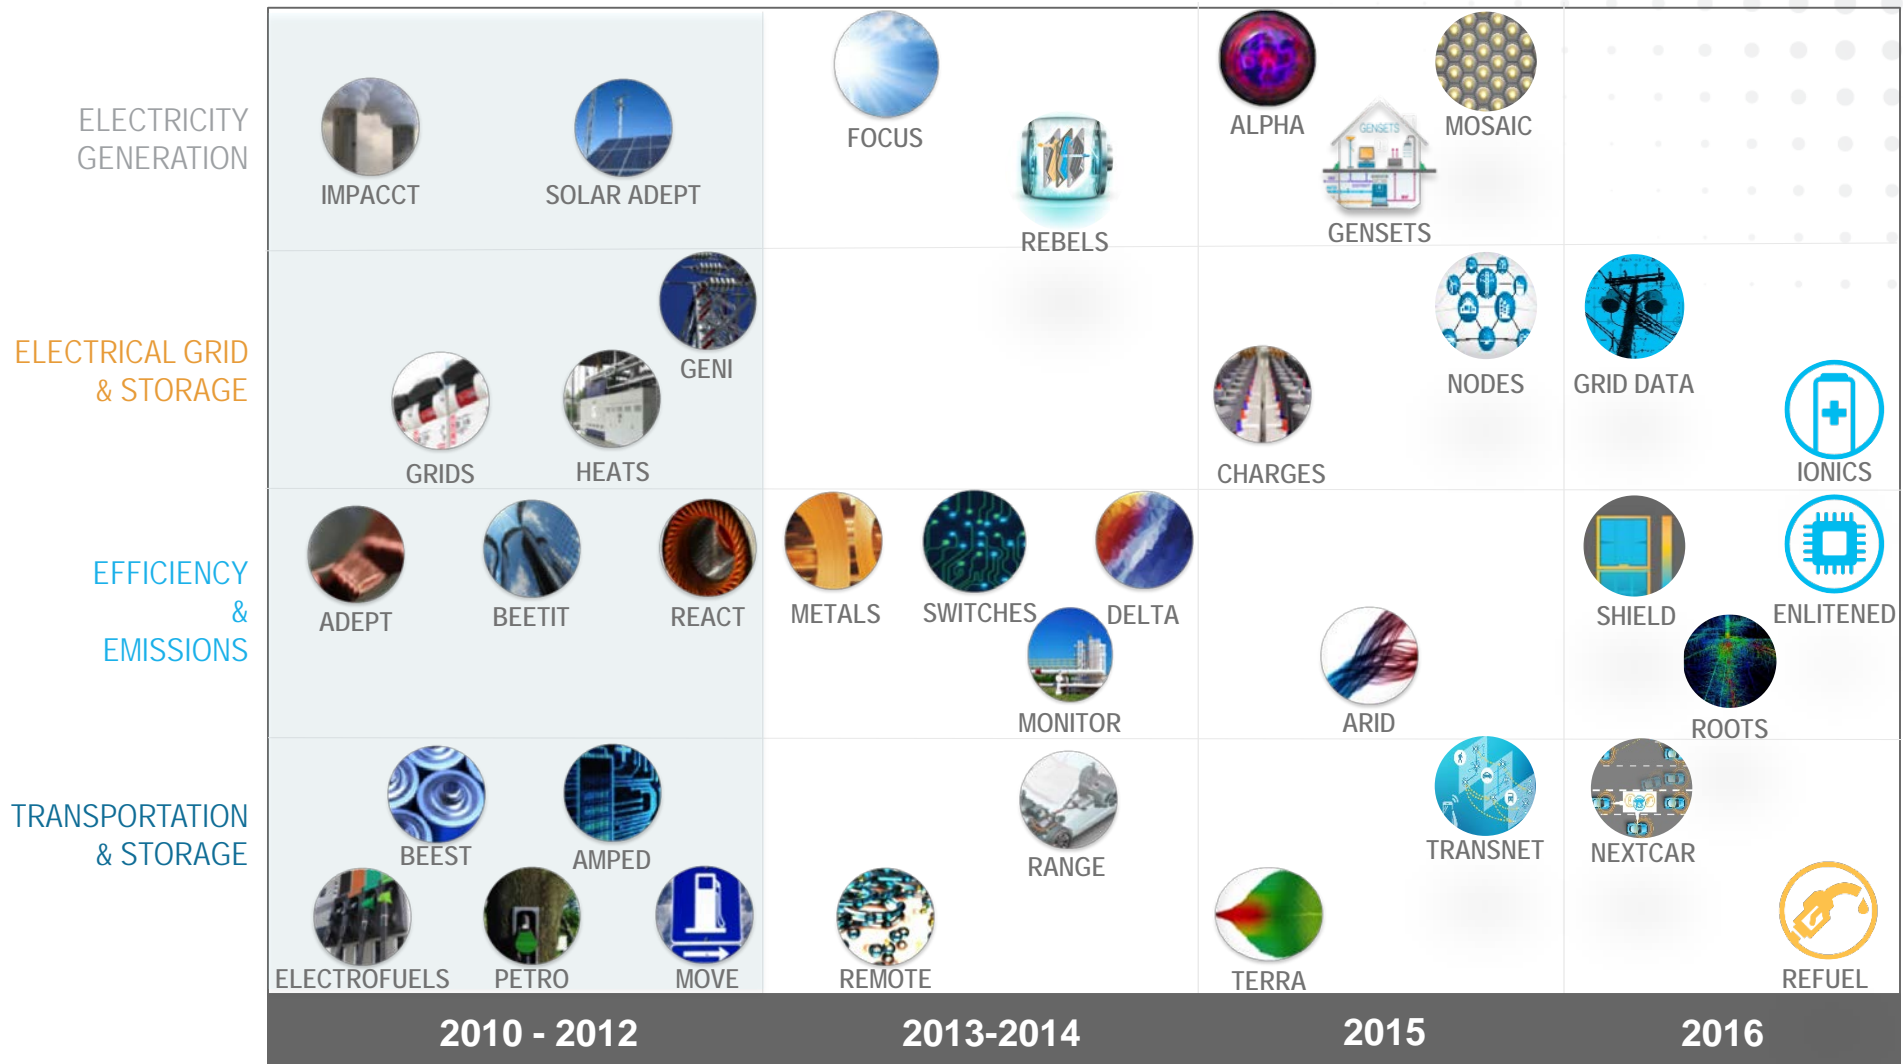 ELECTRICITY
GENERATION
IMPACCT
SOLAR ADEPT
FOCUS
REBELS
ALPHA
GENSETS
GENSETS
MOSAIC
ELECTRICAL GRID
& STORAGE
GRIDS
HEATS
GENI
CHARGES
NODES
GRID DATA
IONICS
EFFICIENCY
&
EMISSIONS
ADEPT
BEETIT
REACT
METALS
SWITCHES
DELTA
MONITOR
ARID
SHIELD
ENLITENED
ROOTS
TRANSPORTATION
& STORAGE
BEEST
AMPED
ELECTROFUELS
PETRO
MOVE
RANGE
REMOTE
TRANSNET
TERRA
NEXTCAR
REFUEL
2010 - 2012
2013-2014
2015
2016